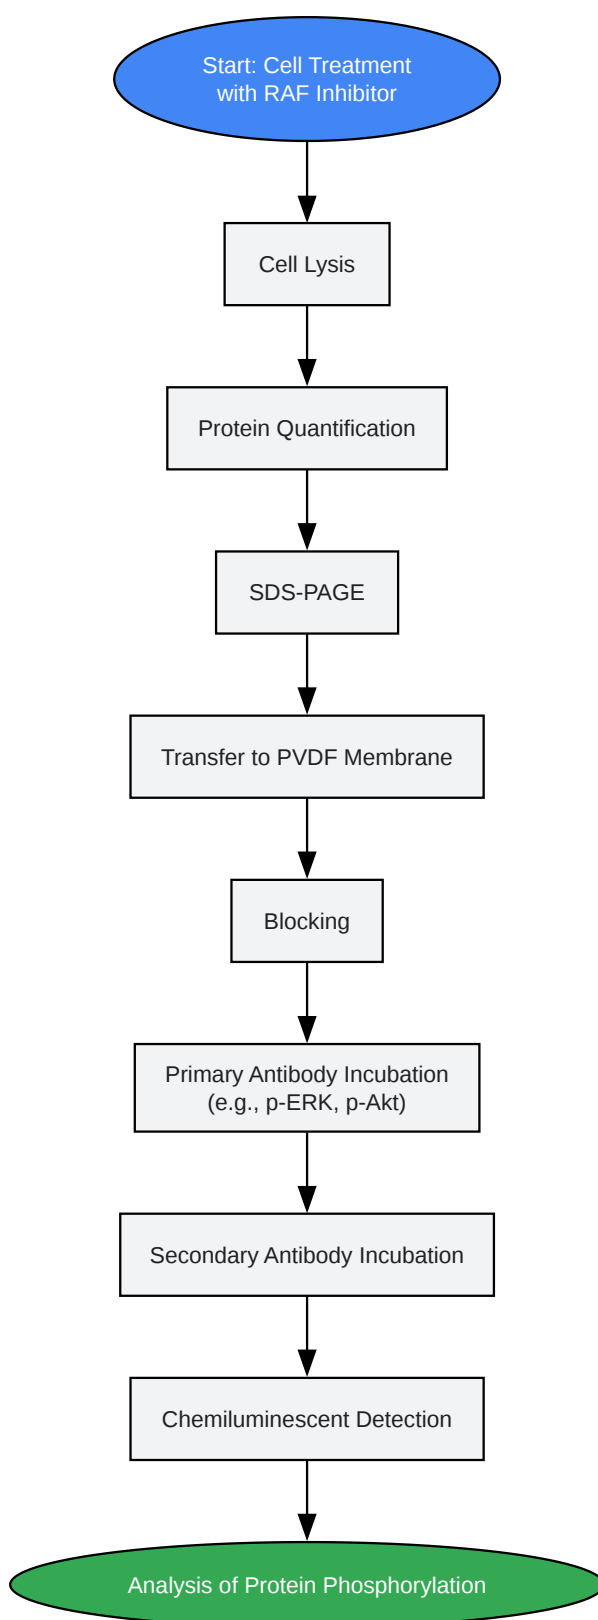 Start: Cell Treatment
with RAF Inhibitor
Cell Lysis
Protein Quantification
SDS-PAGE
Transfer to PVDF Membrane
Blocking
Primary Antibody Incubation
(e.g., p-ERK, p-Akt)
Secondary Antibody Incubation
Chemiluminescent Detection
Analysis of Protein Phosphorylation